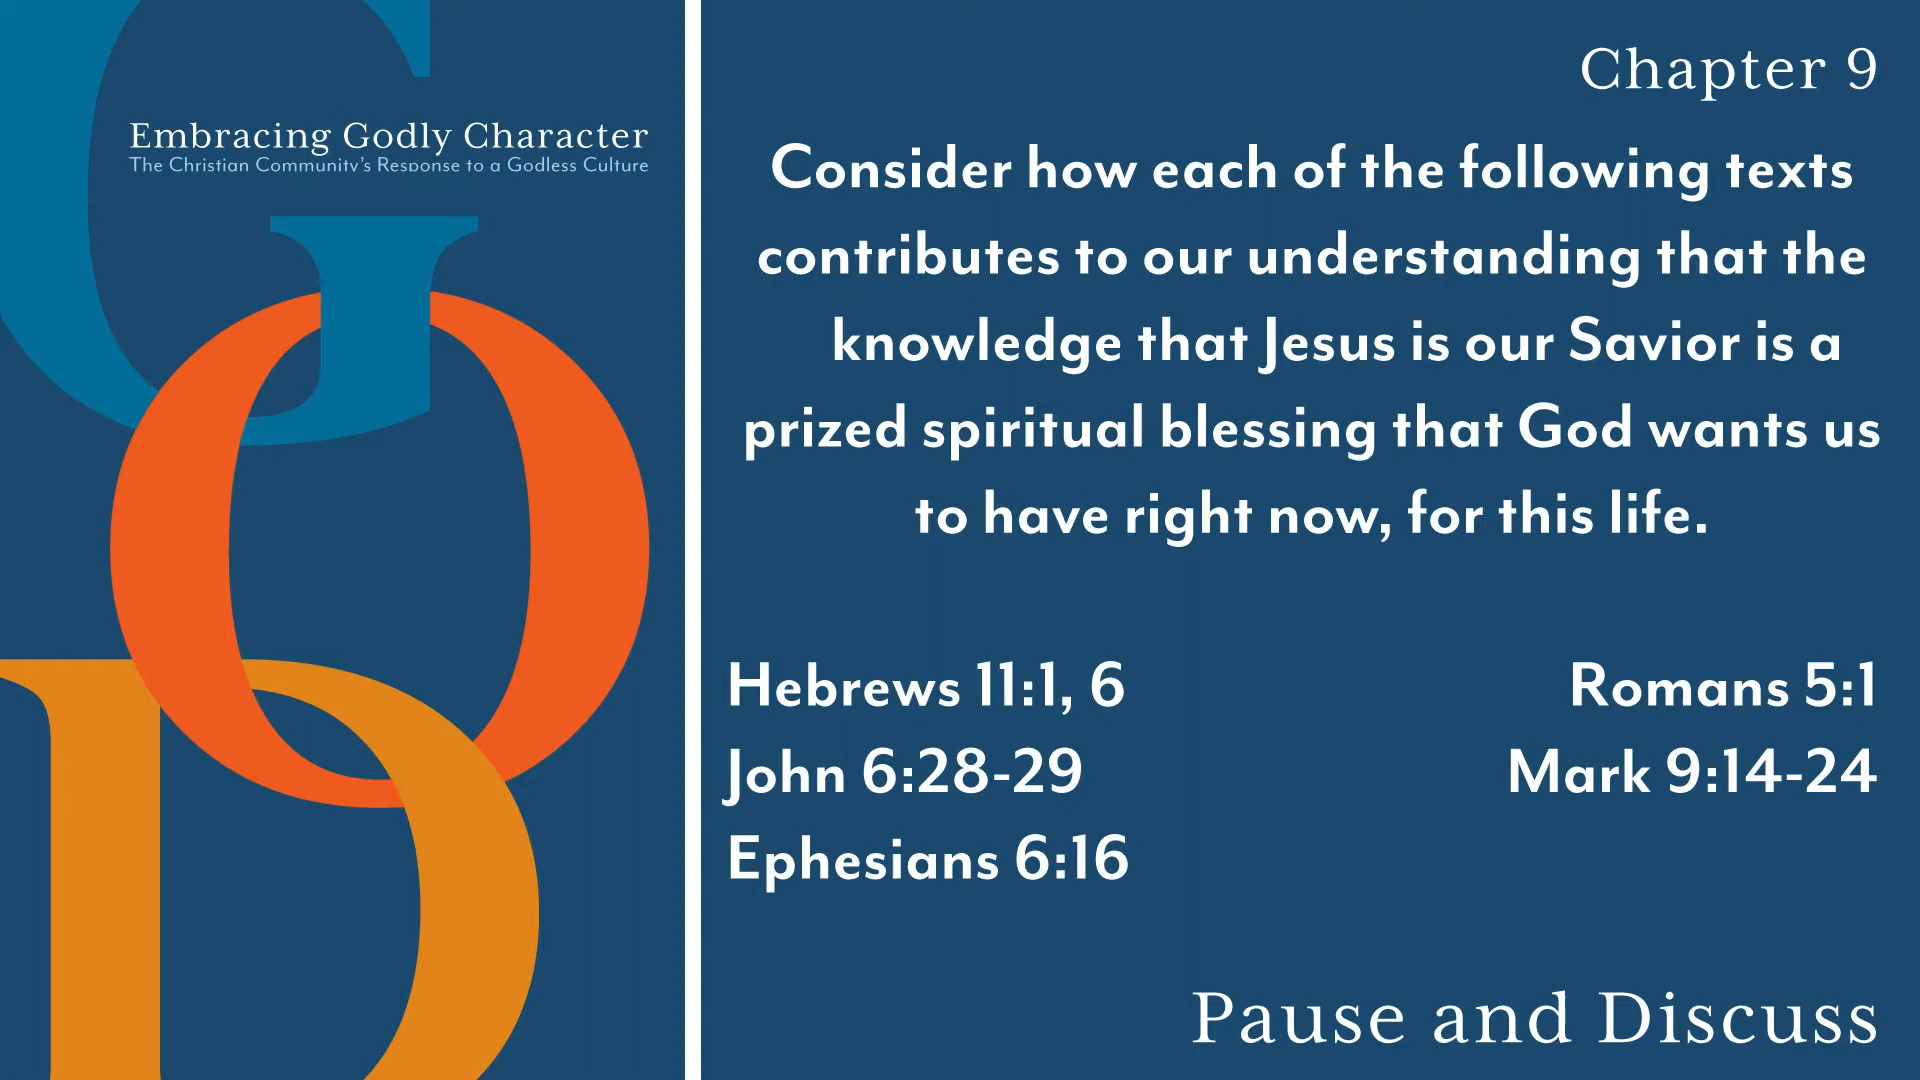 Embracing Godly Character
The Christian Community's Response to a Godless Culture
GOD
Chapter 9
Consider how each of the following texts
contributes to our understanding that the
knowledge that Jesus is our Savior is a
prized spiritual blessing that God wants us
to have right now, for this life.
Hebrews 11:1, 6
John 6:28-29
Ephesians 6:16
Romans 5:1
Mark 9:14-24
Pause and Discuss